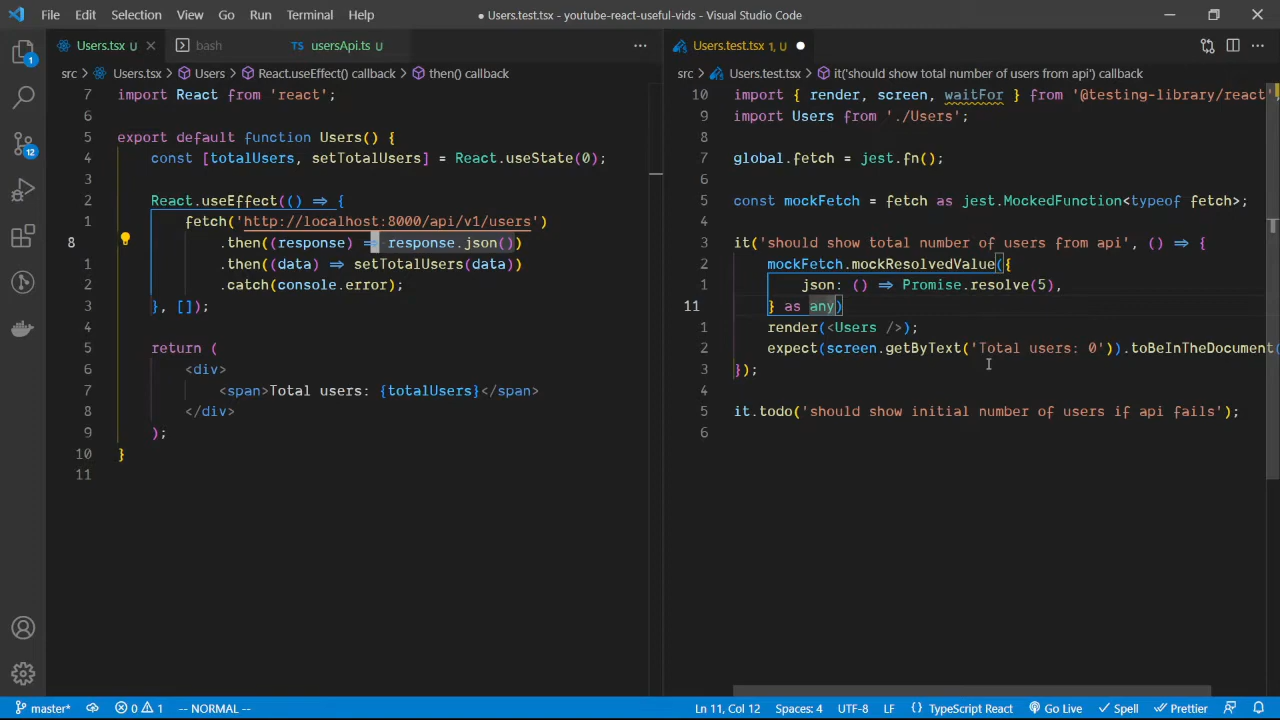 File Edit Selection View Go Run Terminal Help
● Users.test.tsx - youtube-react-useful-vids - Visual Studio Code
Users.tsx U
bash
TS usersApi.ts U
src > Users.tsx > Users > React.useEffect() callback > then() callback
7 import React from 'react';
6
5 export default function Users() {
4 const [totalUsers, setTotalUsers] = React.useState(0);
3
2 React.useEffect(() => {
1 fetch('http://localhost:8000/api/v1/users')
8 .then((response) => response.json())
1 .then((data) => setTotalUsers(data))
2 .catch(console.error);
3 }, []);
4
5 return (
6 <div>
7 <span>Total users: {totalUsers}</span>
8 </div>
9 );
10 }
11
Users.test.tsx 1, U ●
src > Users.test.tsx > it('should show total number of users from api') callback
10 import { render, screen, waitFor } from '@testing-library/react'
9 import Users from './Users';
8
7 global.fetch = jest.fn();
6
5 const mockFetch = fetch as jest.MockedFunction<typeof fetch>;
4
3 it('should show total number of users from api', () => {
2 mockFetch.mockResolvedValue({
1 json: () => Promise.resolve(5),
11 } as any)
1 render(<Users />);
2 expect(screen.getByText('Total users: 0')).toBeInTheDocument(
3 });
4
5 it.todo('should show initial number of users if api fails');
6
1
12
master* 0 1 -- NORMAL --
Ln 11, Col 12 Spaces: 4 UTF-8 LF {} TypeScript React Go Live Spell Prettier